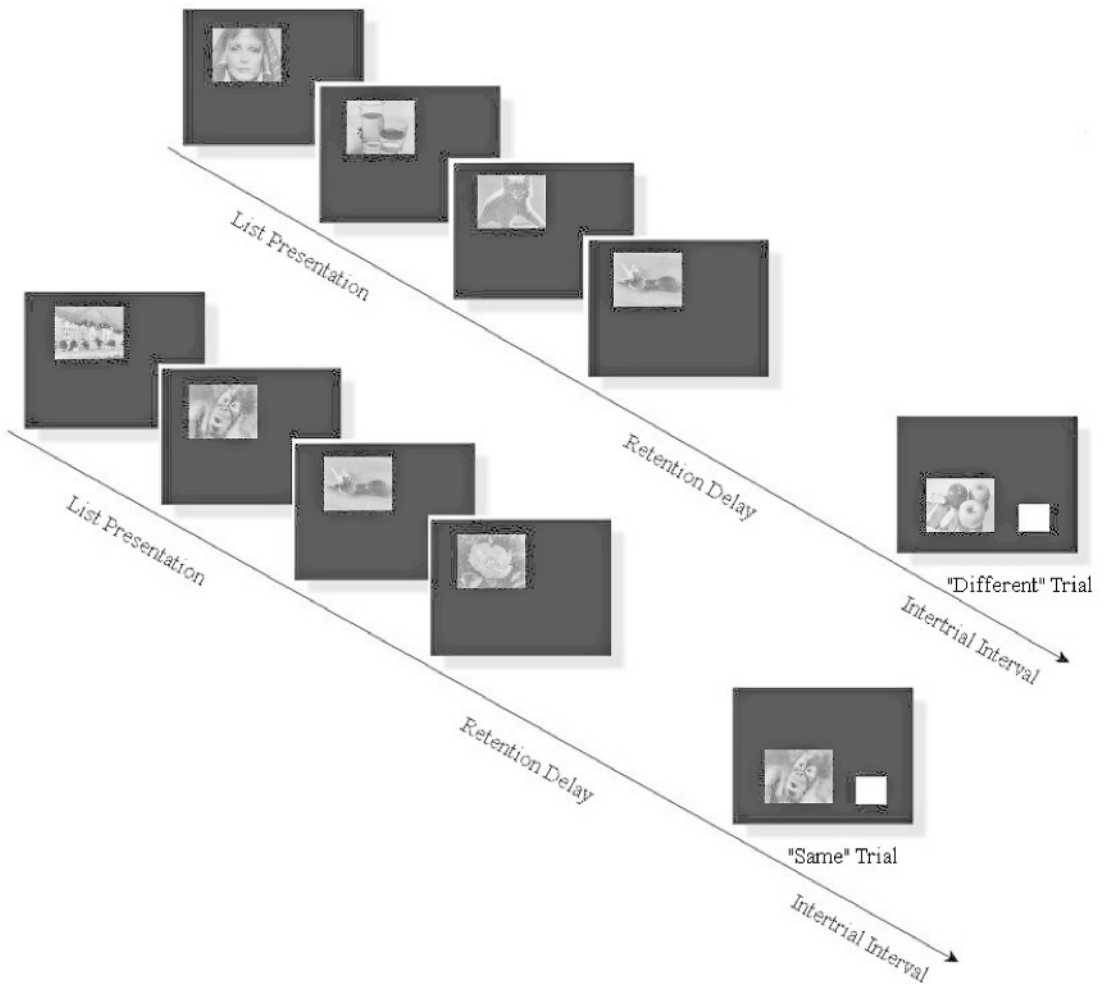 List Presentation
Retention Delay
"Different" Trial
Intertrial Interval
List Presentation
Retention Delay
"Same" Trial
Intertrial Interval